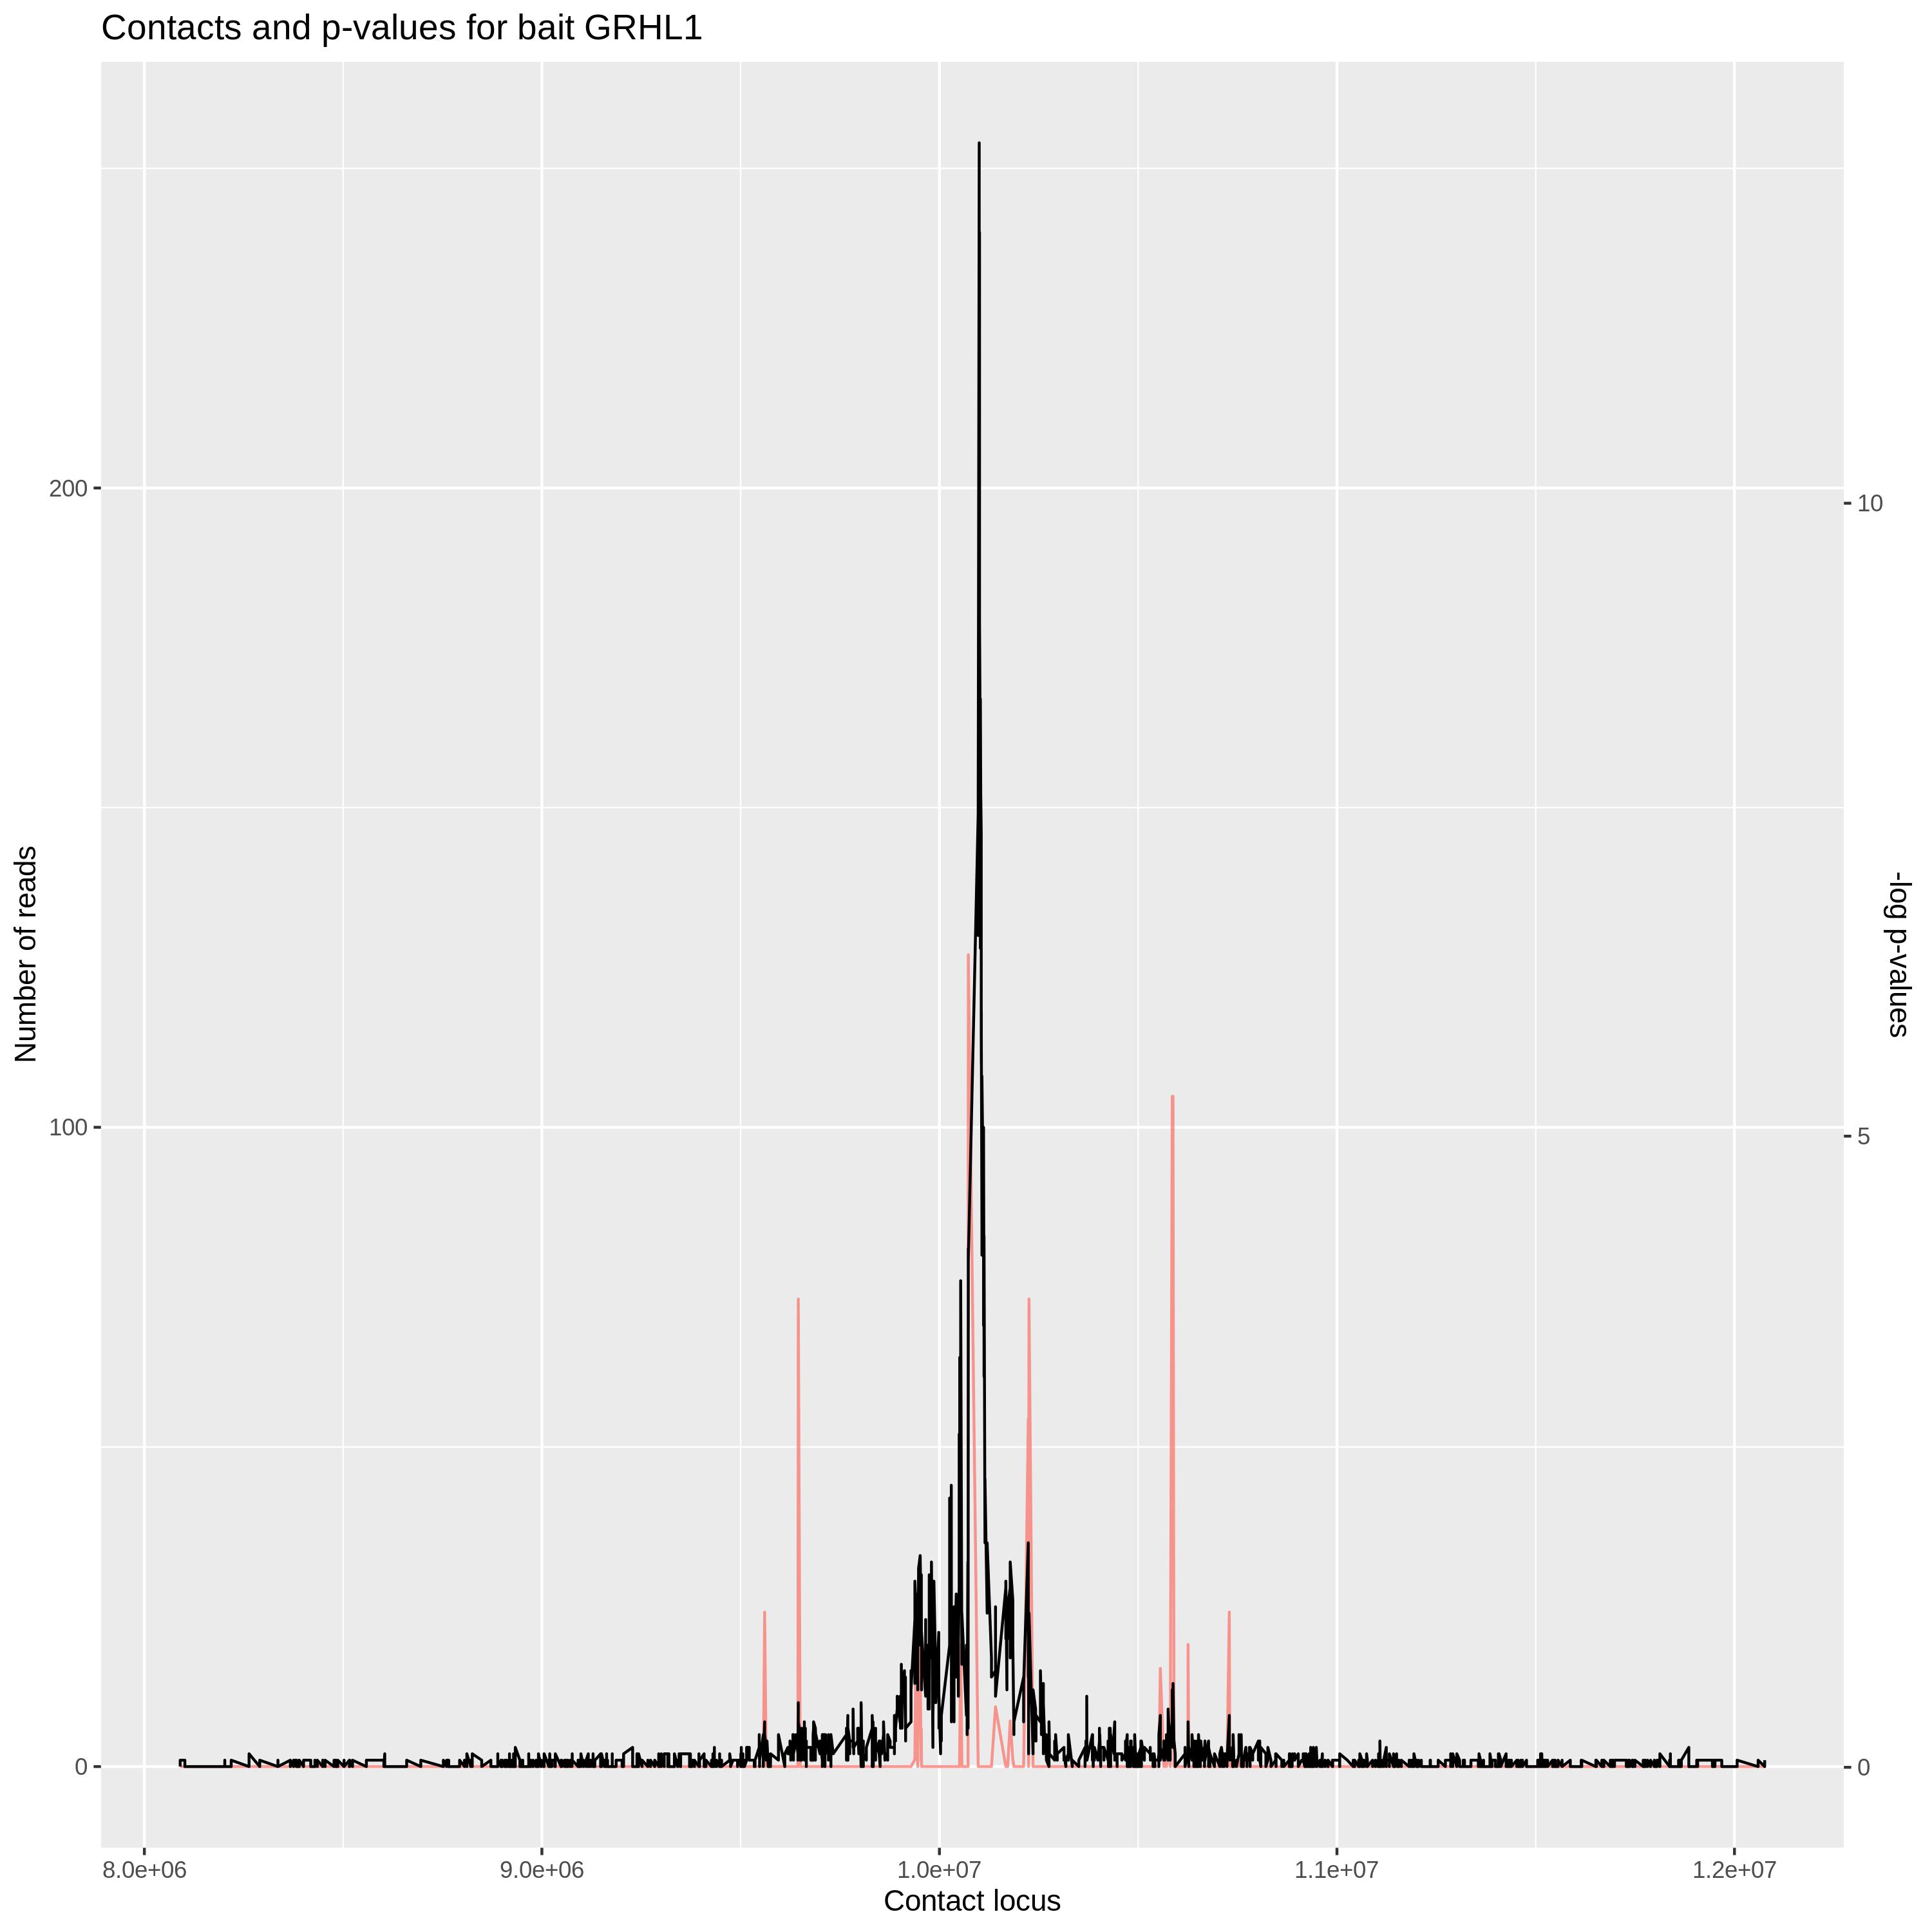 Contacts and p-values for bait GRHL1
Number of reads
200
100
0
10
5
0
-log p-values
8.0e+06
9.0e+06
1.0e+07
1.1e+07
1.2e+07
Contact locus